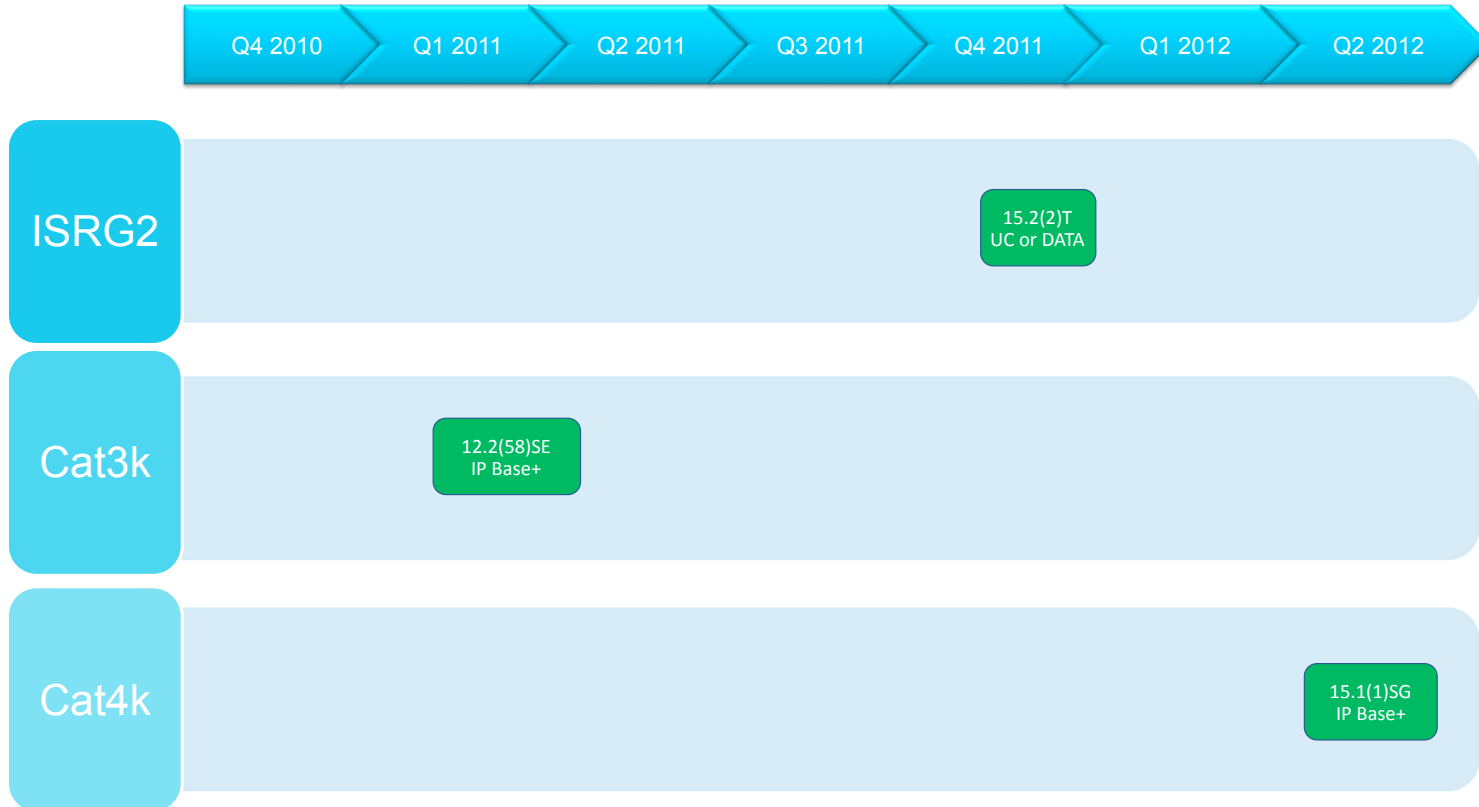 Q4 2010
Q1 2011
Q2 2011
Q3 2011
Q4 2011
Q1 2012
Q2 2012
ISRG2
15.2(2)T
UC or DATA
Cat3k
12.2(58)SE
IP Base+
Cat4k
15.1(1)SG
IP Base+